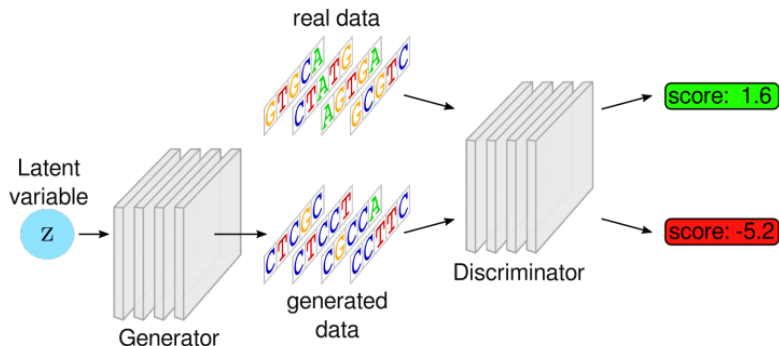 real data
GTGCA
CTATG
AGTGA
GCGTC
score: 1.6
Latent
variable
z
CTCGC
CTCCT
CGCCA
CCTTC
score: -5.2
Discriminator
generated
data
Generator